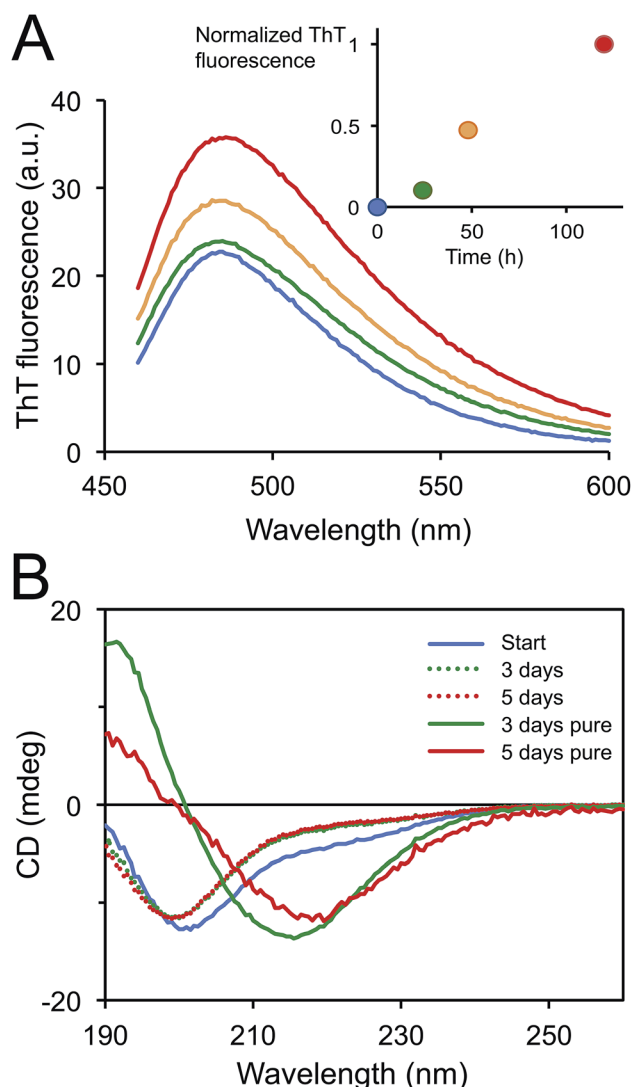 A
Normalized ThT
fluorescence
1
0.5
0
0 50 100
Time (h)
40
30
20
10
0
ThT fluorescence (a.u.)
450 500 550 600
Wavelength (nm)
B
20
0
-20
CD (mdeg)
Start
3 days
5 days
3 days pure
5 days pure
190 210 230 250
Wavelength (nm)